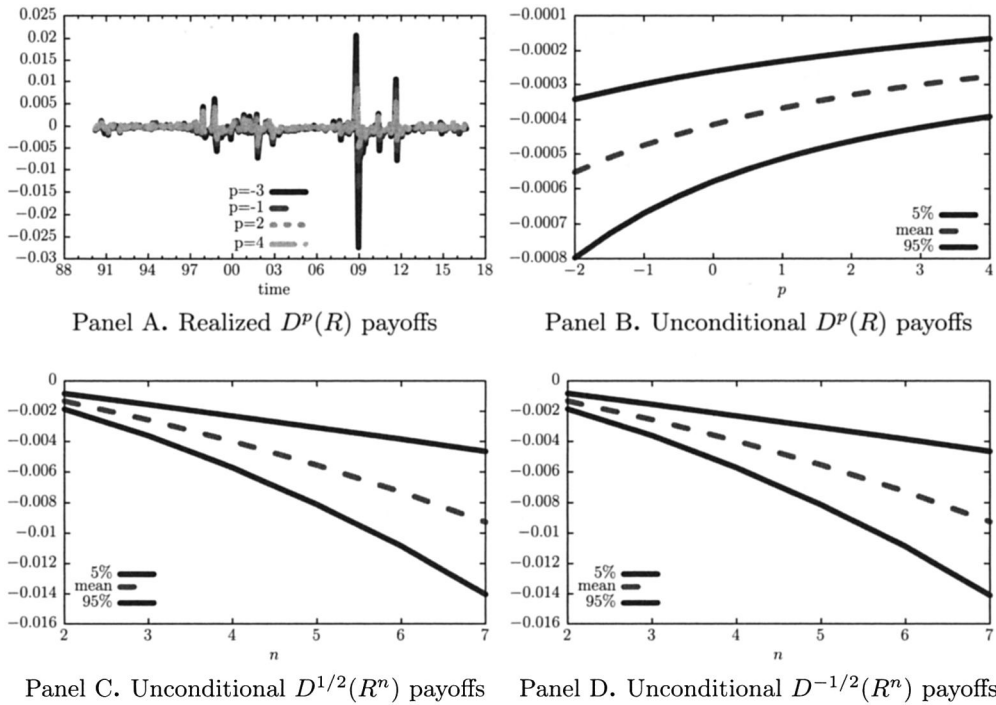 0.025
0.02
0.015
0.01
0.005
0
−0.005
−0.01
−0.015
−0.02
−0.025
−0.03
p=-3
p=-1
p=2
p=4
88 91 94 97 00 03 06 09 12 15 18
time
Panel A. Realized Dᵖ(R) payoffs
−0.0001
−0.0002
−0.0003
−0.0004
−0.0005
−0.0006
−0.0007
−0.0008
5%
mean
95%
−2 −1 0 1 2 3 4
p
Panel B. Unconditional Dᵖ(R) payoffs
0
−0.002
−0.004
−0.006
−0.008
−0.01
−0.012
−0.014
−0.016
5%
mean
95%
2 3 4 5 6 7
n
Panel C. Unconditional D¹/²(Rⁿ) payoffs
0
−0.002
−0.004
−0.006
−0.008
−0.01
−0.012
−0.014
−0.016
5%
mean
95%
2 3 4 5 6 7
n
Panel D. Unconditional D⁻¹/²(Rⁿ) payoffs